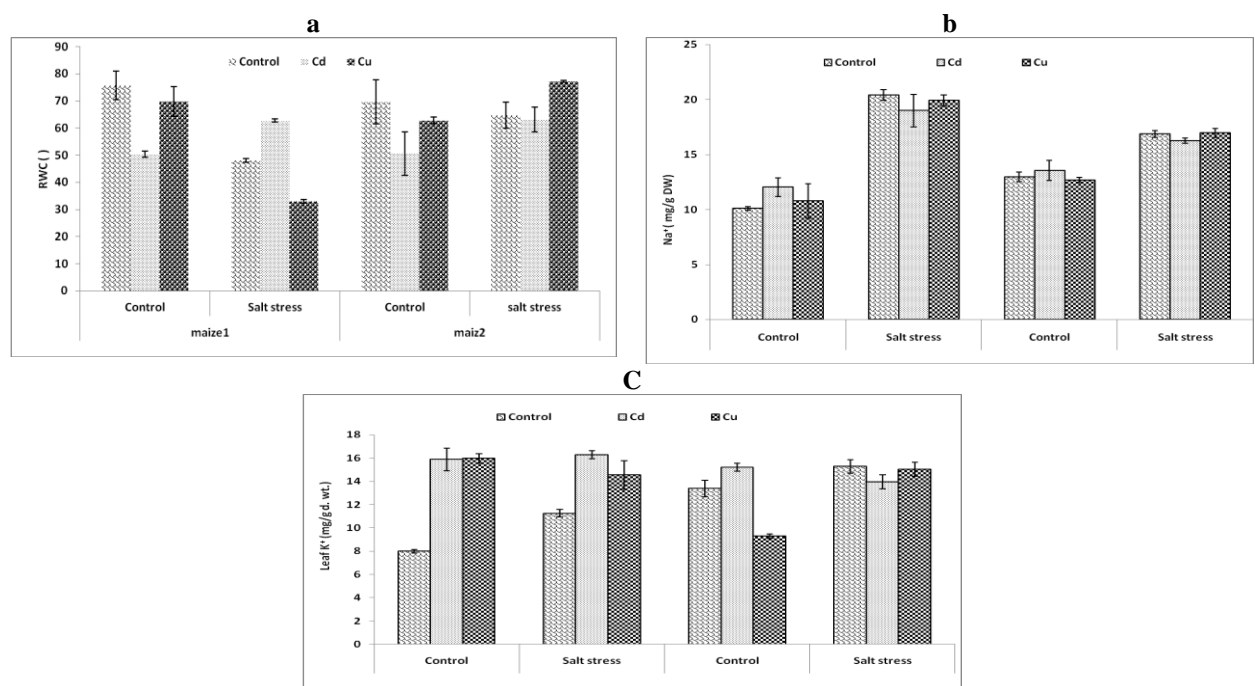 a
90
80
70
60
50
40
30
20
10
0
RWC ( )
Control Cd Cu
Control Salt stress Control salt stress
maize1 maiz2
b
25
20
15
10
5
0
Na⁺( mg/g DW)
Control Cd Cu
Control Salt stress Control Salt stress
C
18
16
14
12
10
8
6
4
2
0
Leaf K⁺ (mg/g d. wt.)
Control Cd Cu
Control Salt stress Control Salt stress